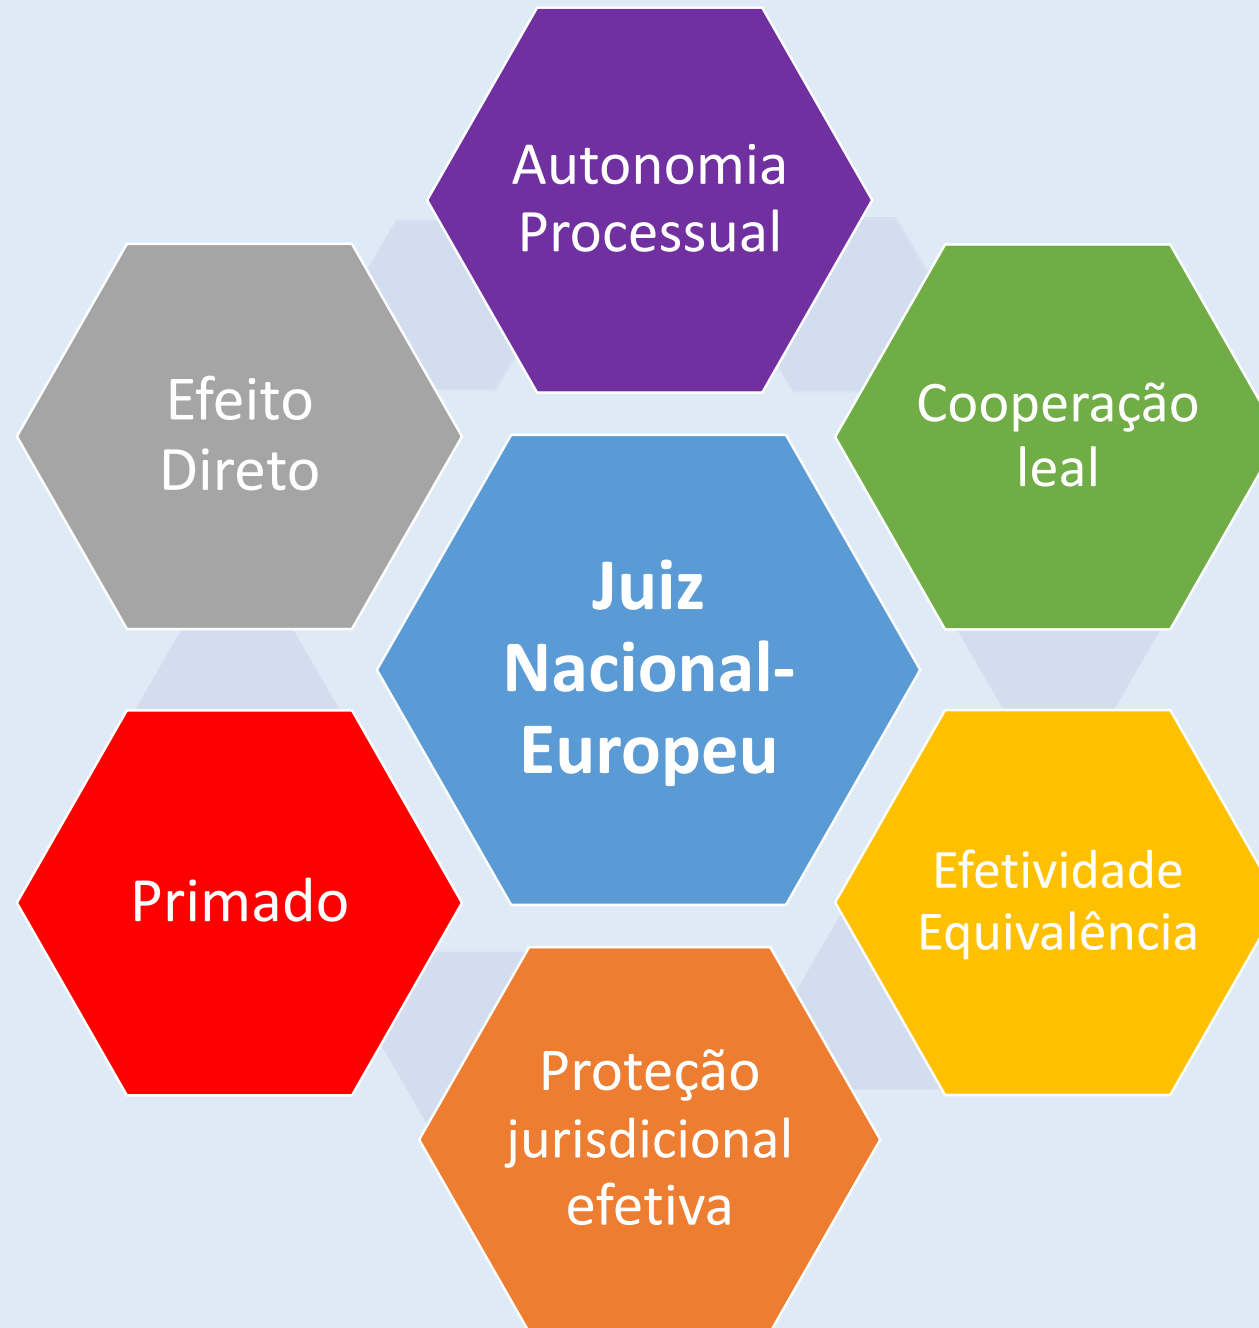 Autonomia
Processual
Cooperação
leal
Efetividade
Equivalência
Proteção
jurisdicional
efetiva
Primado
Efeito
Direto
Juiz
Nacional-
Europeu